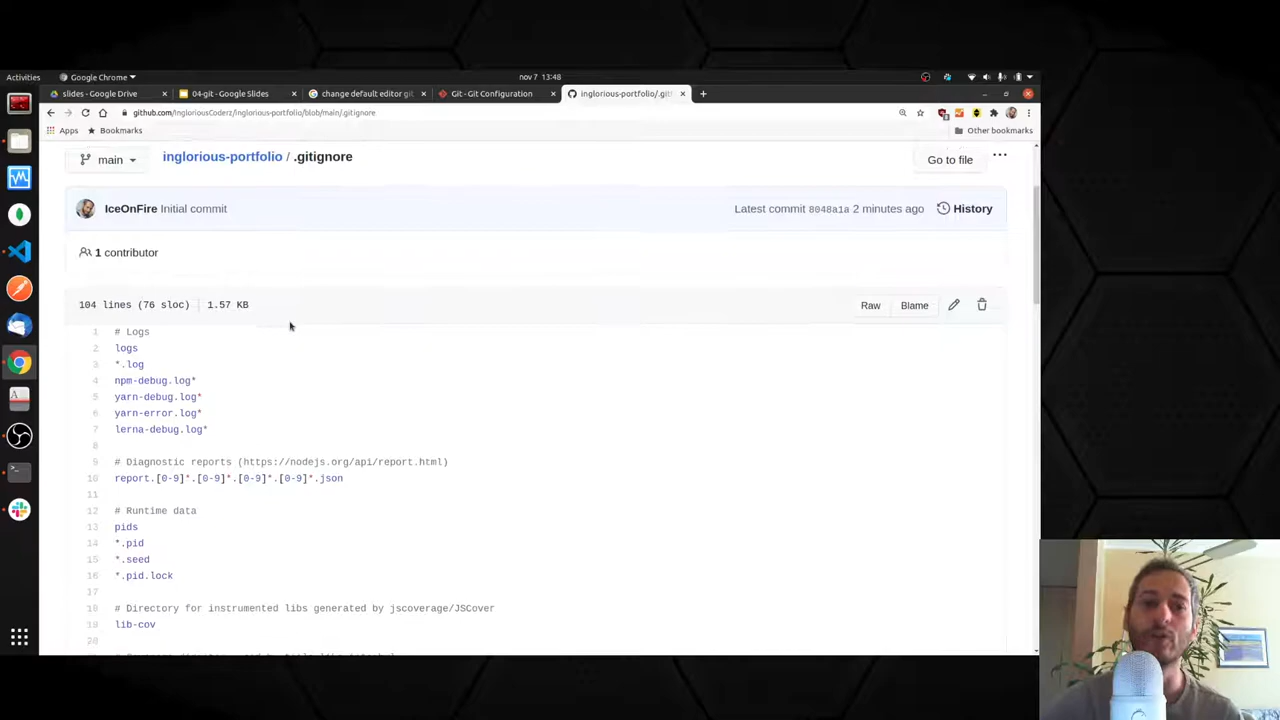 Activities
Google Chrome
nov 7 13:48
slides - Google Drive
04-git - Google Slides
change default editor git
Git - Git Configuration
inglorious-portfolio/.git
github.com/IngloriousCoderz/inglorious-portfolio/blob/main/.gitignore
Apps
Bookmarks
Other bookmarks
main
inglorious-portfolio / .gitignore
Go to file
IceOnFire Initial commit
Latest commit 8048a1a 2 minutes ago
History
1 contributor
104 lines (76 sloc) 1.57 KB
Raw
Blame
1 # Logs
2 logs
3 *.log
4 npm-debug.log*
5 yarn-debug.log*
6 yarn-error.log*
7 lerna-debug.log*
8
9 # Diagnostic reports (https://nodejs.org/api/report.html)
10 report.[0-9]*.[0-9]*.[0-9]*.[0-9]*.json
11
12 # Runtime data
13 pids
14 *.pid
15 *.seed
16 *.pid.lock
17
18 # Directory for instrumented libs generated by jscoverage/JSCover
19 lib-cov
20